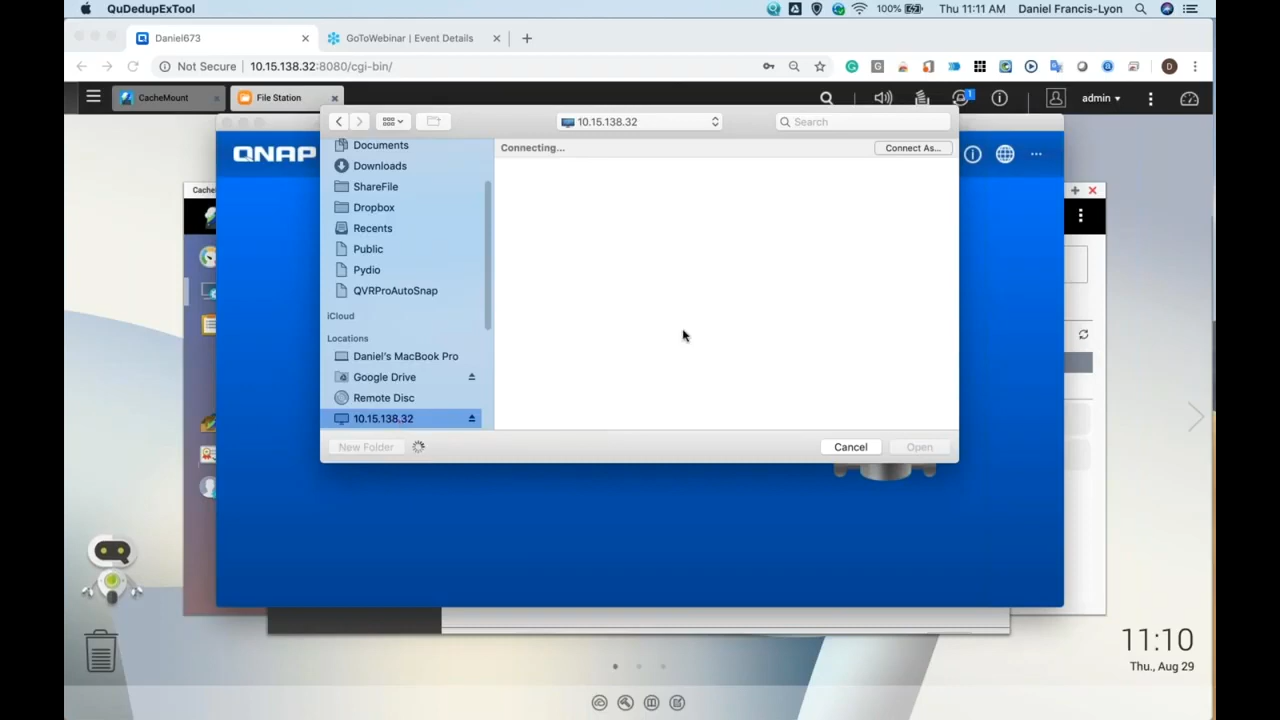 QuDedupExTool
100%
Thu 11:11 AM
Daniel Francis-Lyon
Daniel673
GoToWebinar | Event Details
Not Secure | 10.15.138.32:8080/cgi-bin/
D
CacheMount
File Station
1
admin
10.15.138.32
Search
Documents
Connecting...
Connect As...
QNAP
Downloads
ShareFile
Cache
Dropbox
Recents
Public
Pydio
QVRProAutoSnap
iCloud
Locations
Daniel's MacBook Pro
Google Drive
Remote Disc
10.15.138.32
New Folder
Cancel
Open
11:10
Thu., Aug 29